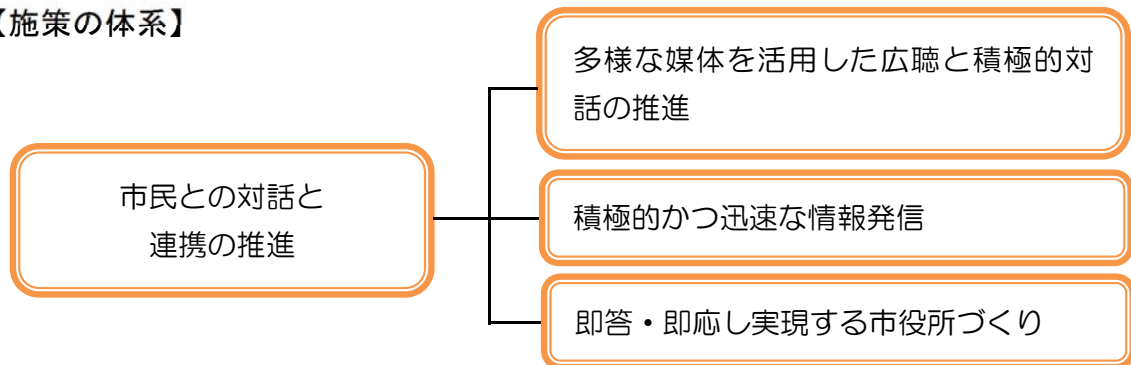 【施策の体系】
多様な媒体を活用した広聴と積極的対
話の推進
市民との対話と
連携の推進
積極的かつ迅速な情報発信
即答・即応し実現する市役所づくり